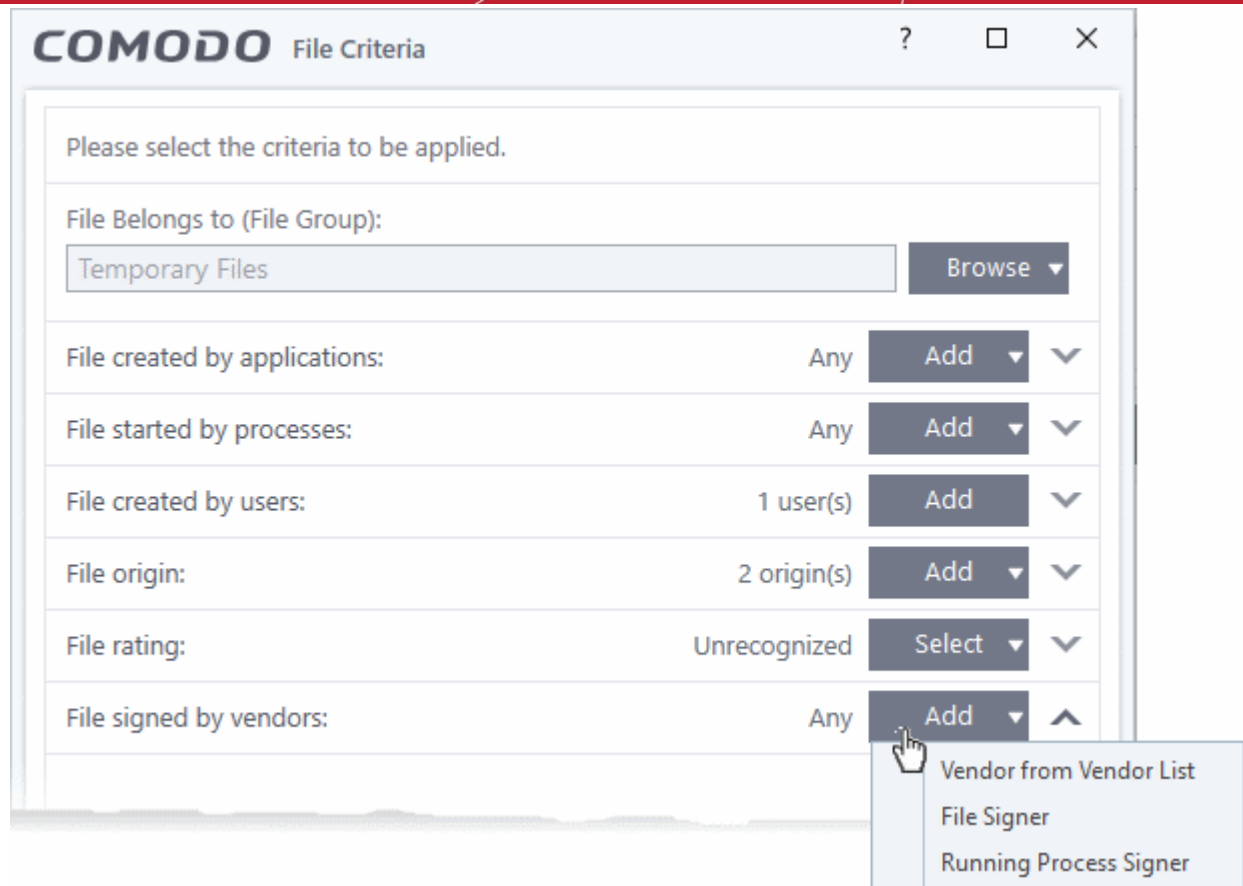 COMODO File Criteria ?
Please select the criteria to be applied.
File Belongs to (File Group):
Temporary Files Browse
File created by applications: Any Add
File started by processes: Any Add
File created by users: 1 user(s) Add
File origin: 2 origin(s) Add
File rating: Unrecognized Select
File signed by vendors: Any Add
Vendor from Vendor List
File Signer
Running Process Signer